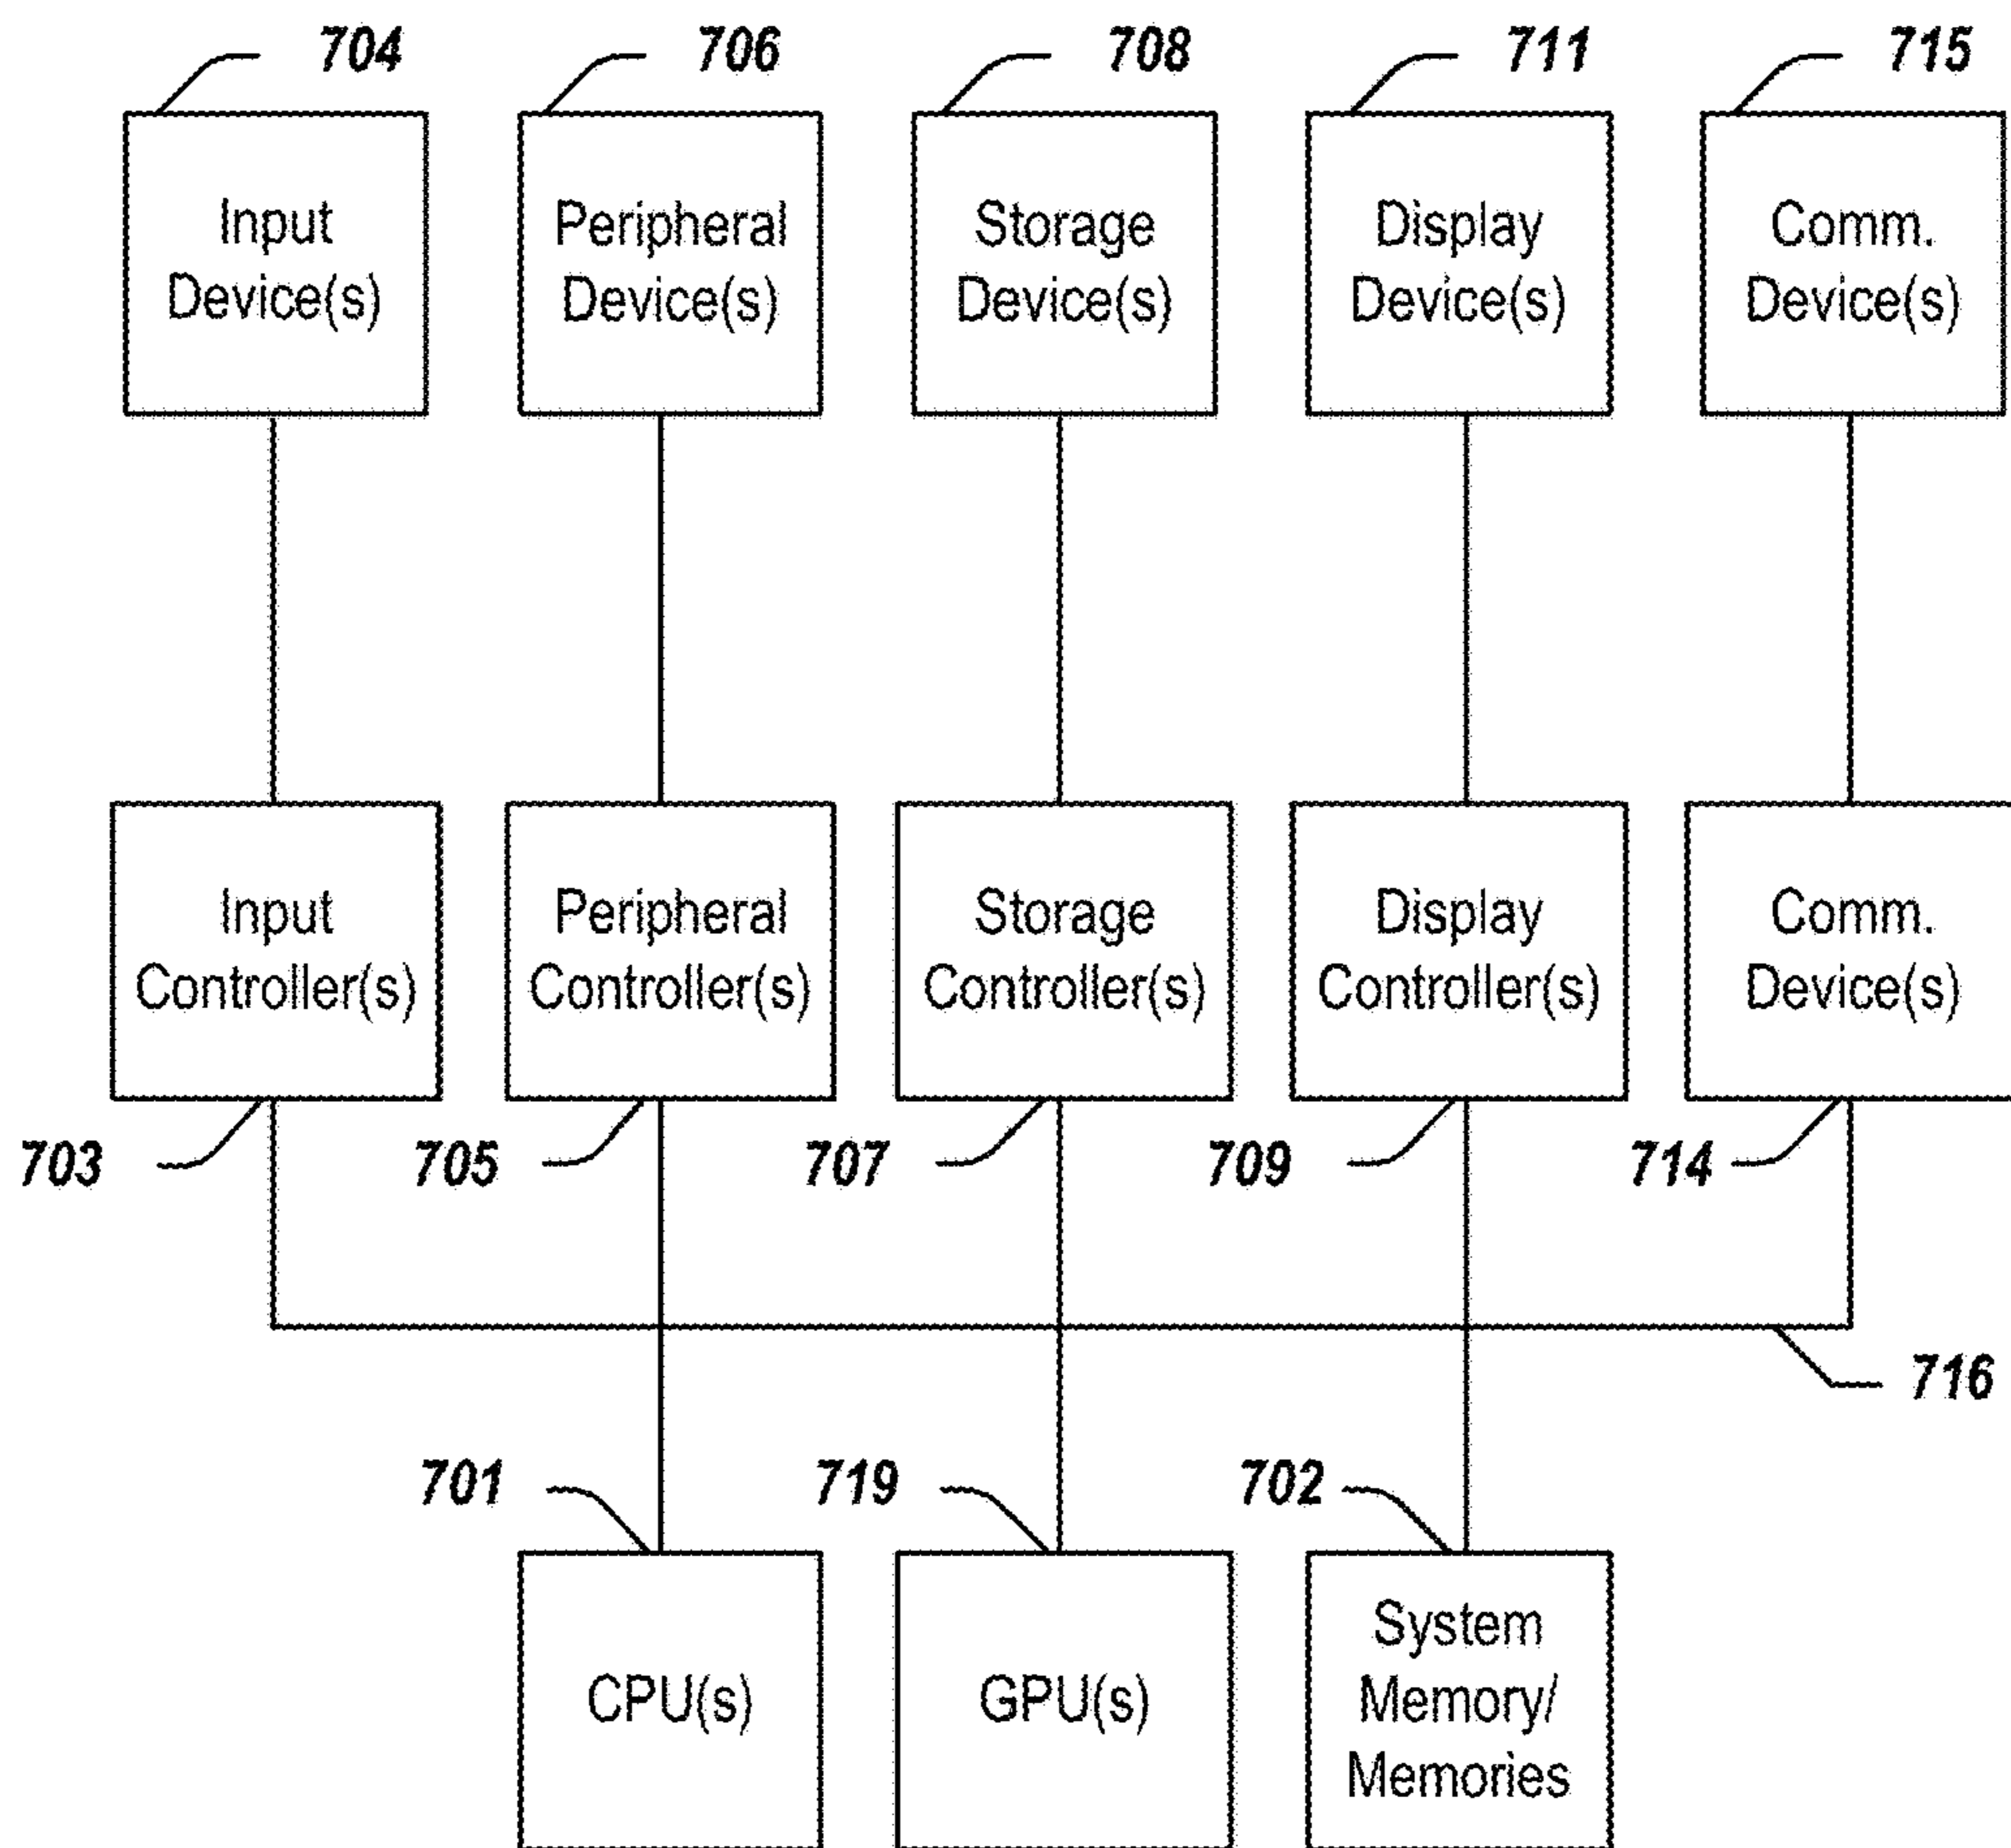 704
706
708
711
715
Input
Device(s)
Peripheral
Device(s)
Storage
Device(s)
Display
Device(s)
Comm.
Device(s)
Input
Controller(s)
Peripheral
Controller(s)
Storage
Controller(s)
Display
Controller(s)
Comm.
Device(s)
703
705
707
709
714
716
701
719
702
CPU(s)
GPU(s)
System
Memory/
Memories